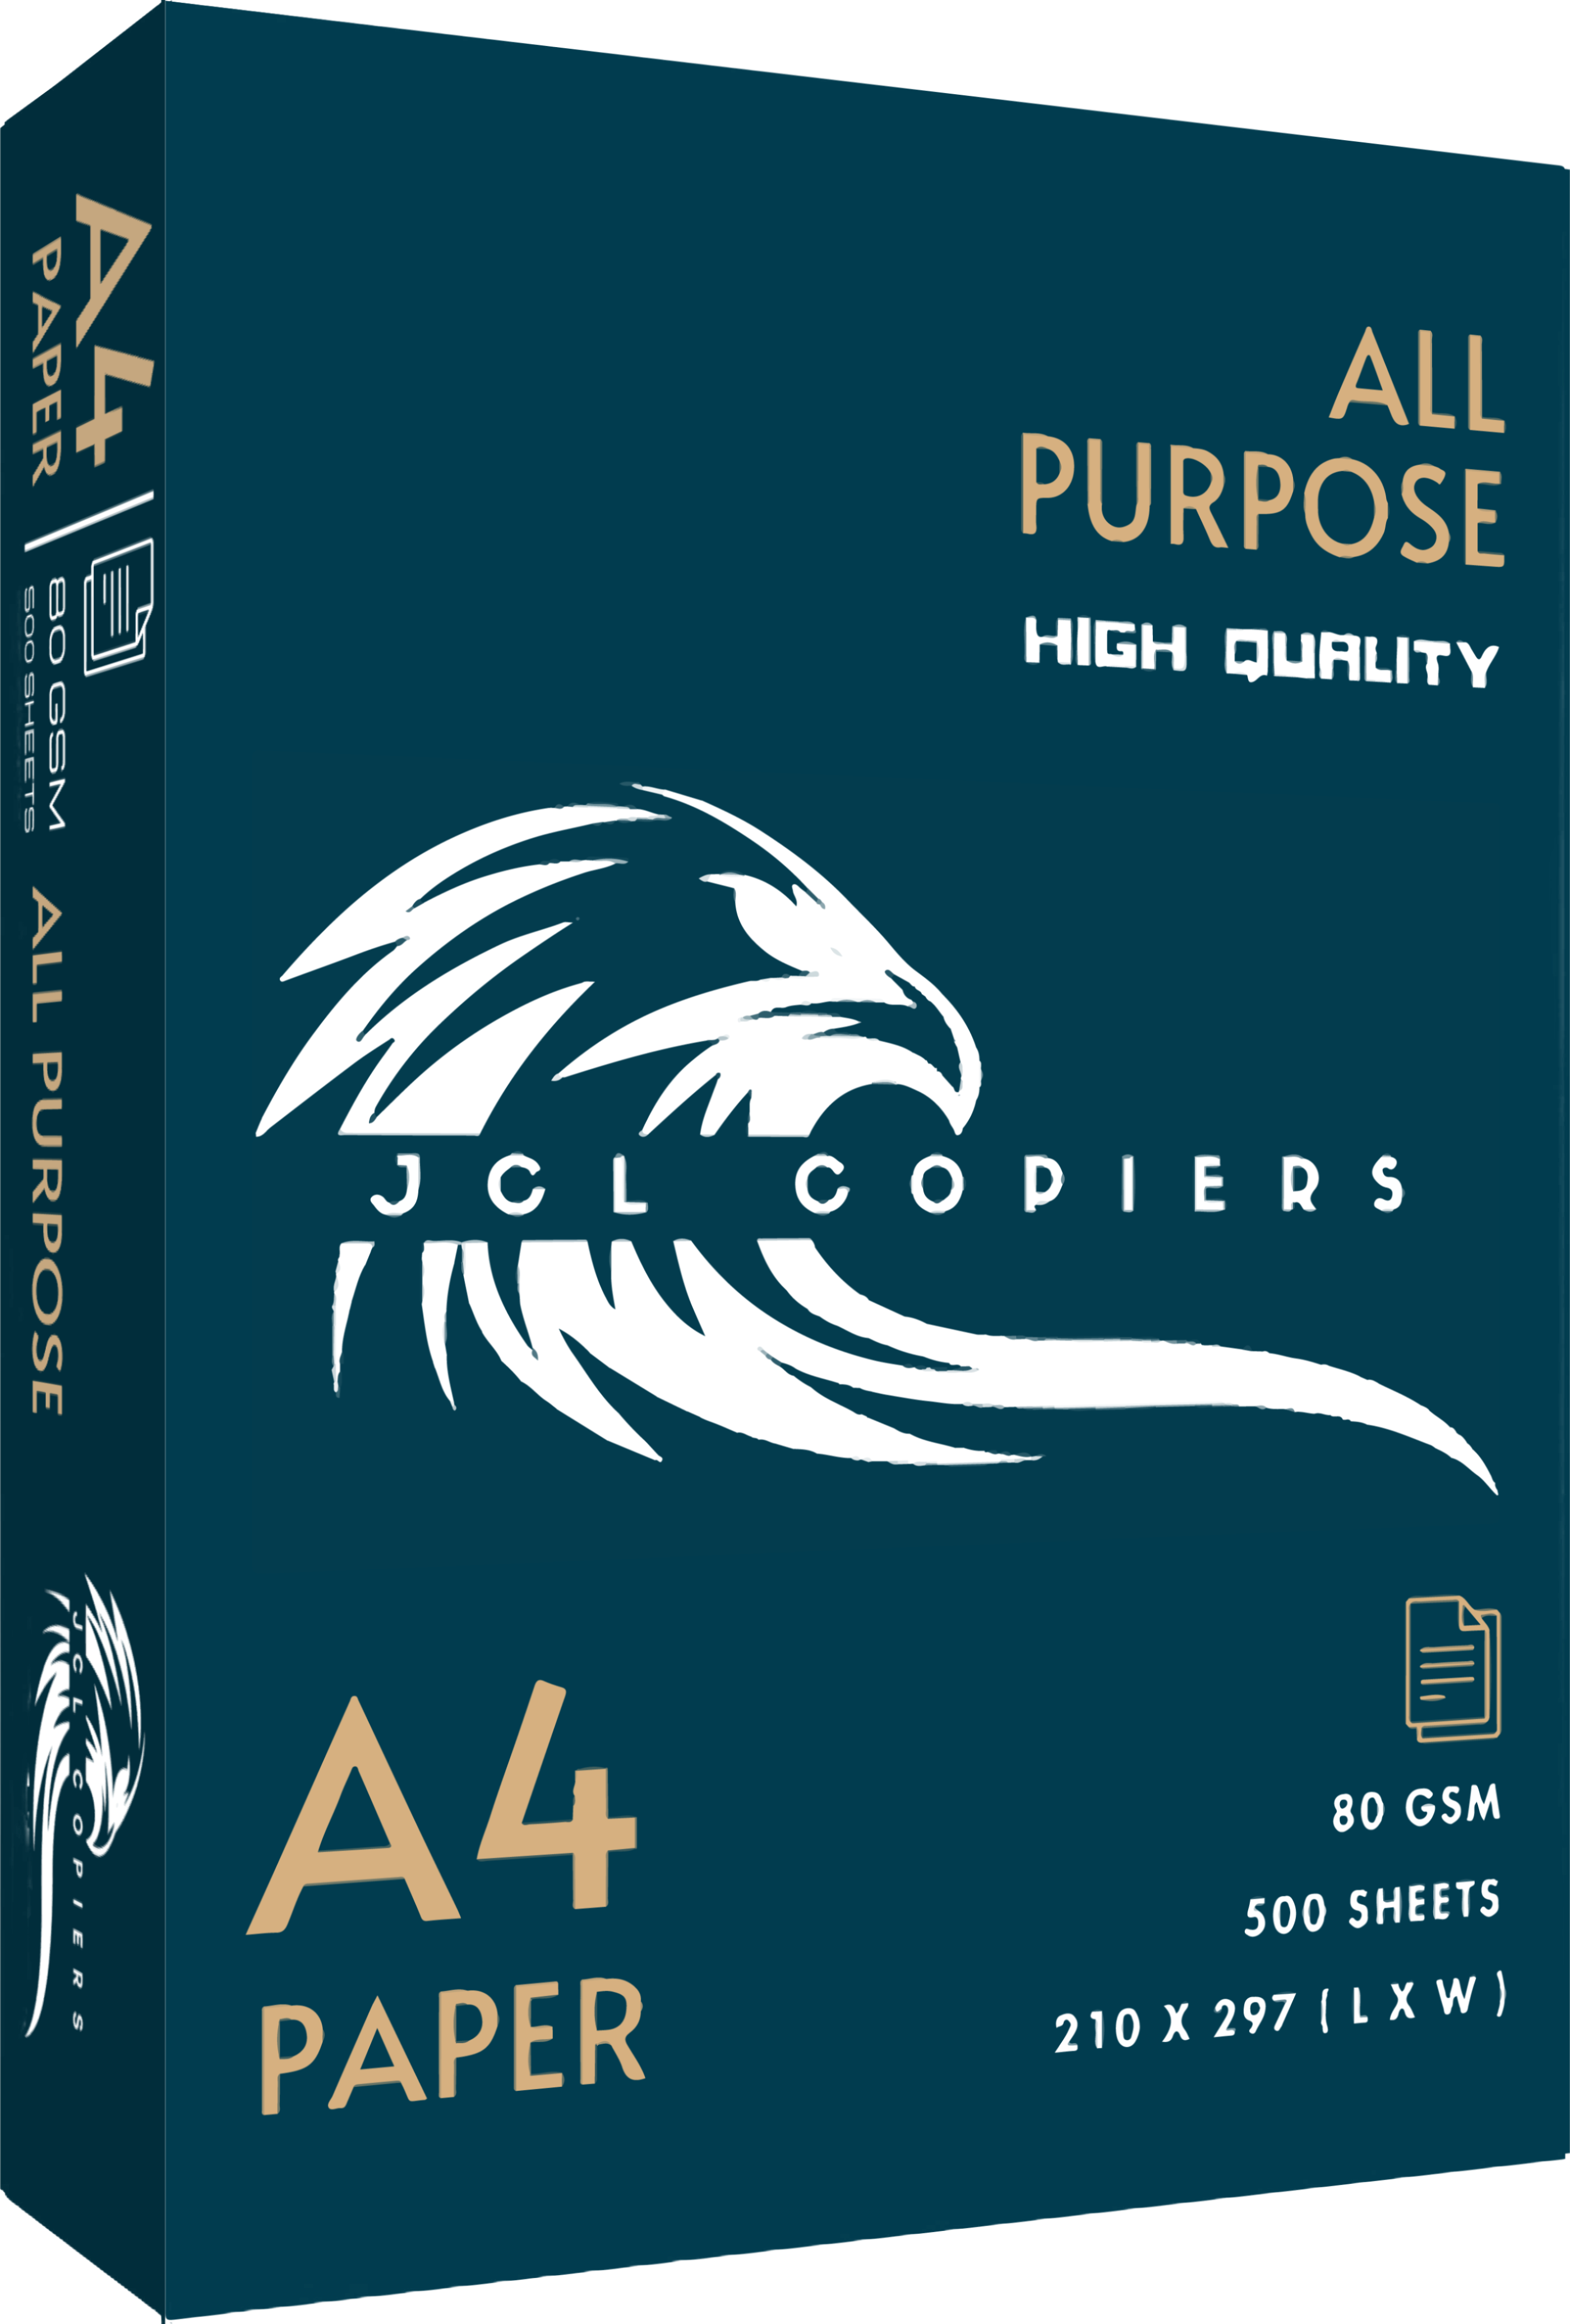 A4
PAPER
80 GSM
500 SHEETS
ALL PURPOSE
JCL COPIERS
ALL
PURPOSE
HIGH QUALITY
JCL COPIERS
A4
PAPER
80 GSM
500 SHEETS
210 X 297 ( L X W )